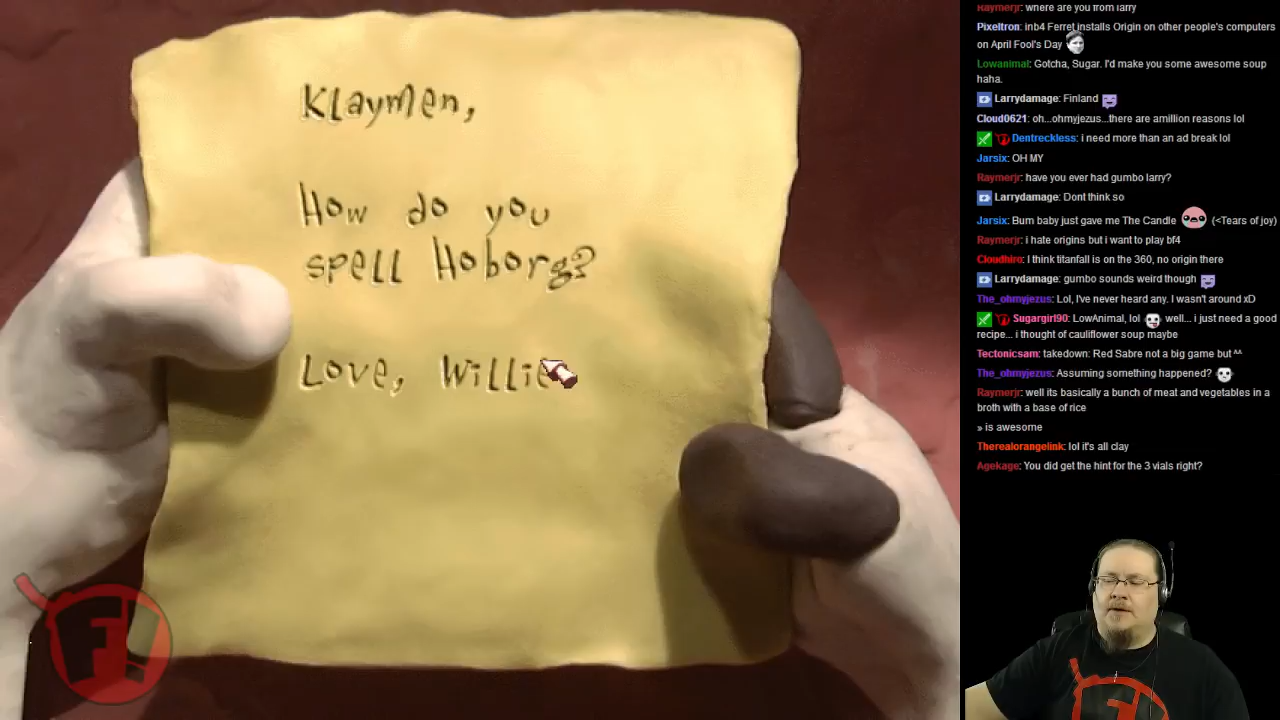 Klaymen,
How do you
spell Hoborg?
Love, Willie
Raymerjr: where are you from larry
Pixeltron: inb4 Ferret installs Origin on other people's computers
on April Fool's Day
Lowanimal: Gotcha, Sugar. I'd make you some awesome soup
haha.
Larrydamage: Finland
Cloud0621: oh...ohmyjezus...there are amillion reasons lol
Dentreckless: i need more than an ad break lol
Jarsix: OH MY
Raymerjr: have you ever had gumbo larry?
Larrydamage: Dont think so
Jarsix: Bum baby just gave me The Candle (<Tears of joy)
Raymerjr: i hate origins but i want to play bf4
Cloudhiro: I think titanfall is on the 360, no origin there
Larrydamage: gumbo sounds weird though
The_ohmyjezus: Lol, I've never heard any. I wasn't around xD
Sugargirl90: LowAnimal, lol well... i just need a good
recipe... i thought of cauliflower soup maybe
Tectonicsam: takedown: Red Sabre not a big game but ^^
The_ohmyjezus: Assuming something happened?
Raymerjr: well its basically a bunch of meat and vegetables in a
broth with a base of rice
» is awesome
Therealorangelink: lol it's all clay
Agekage: You did get the hint for the 3 vials right?
F